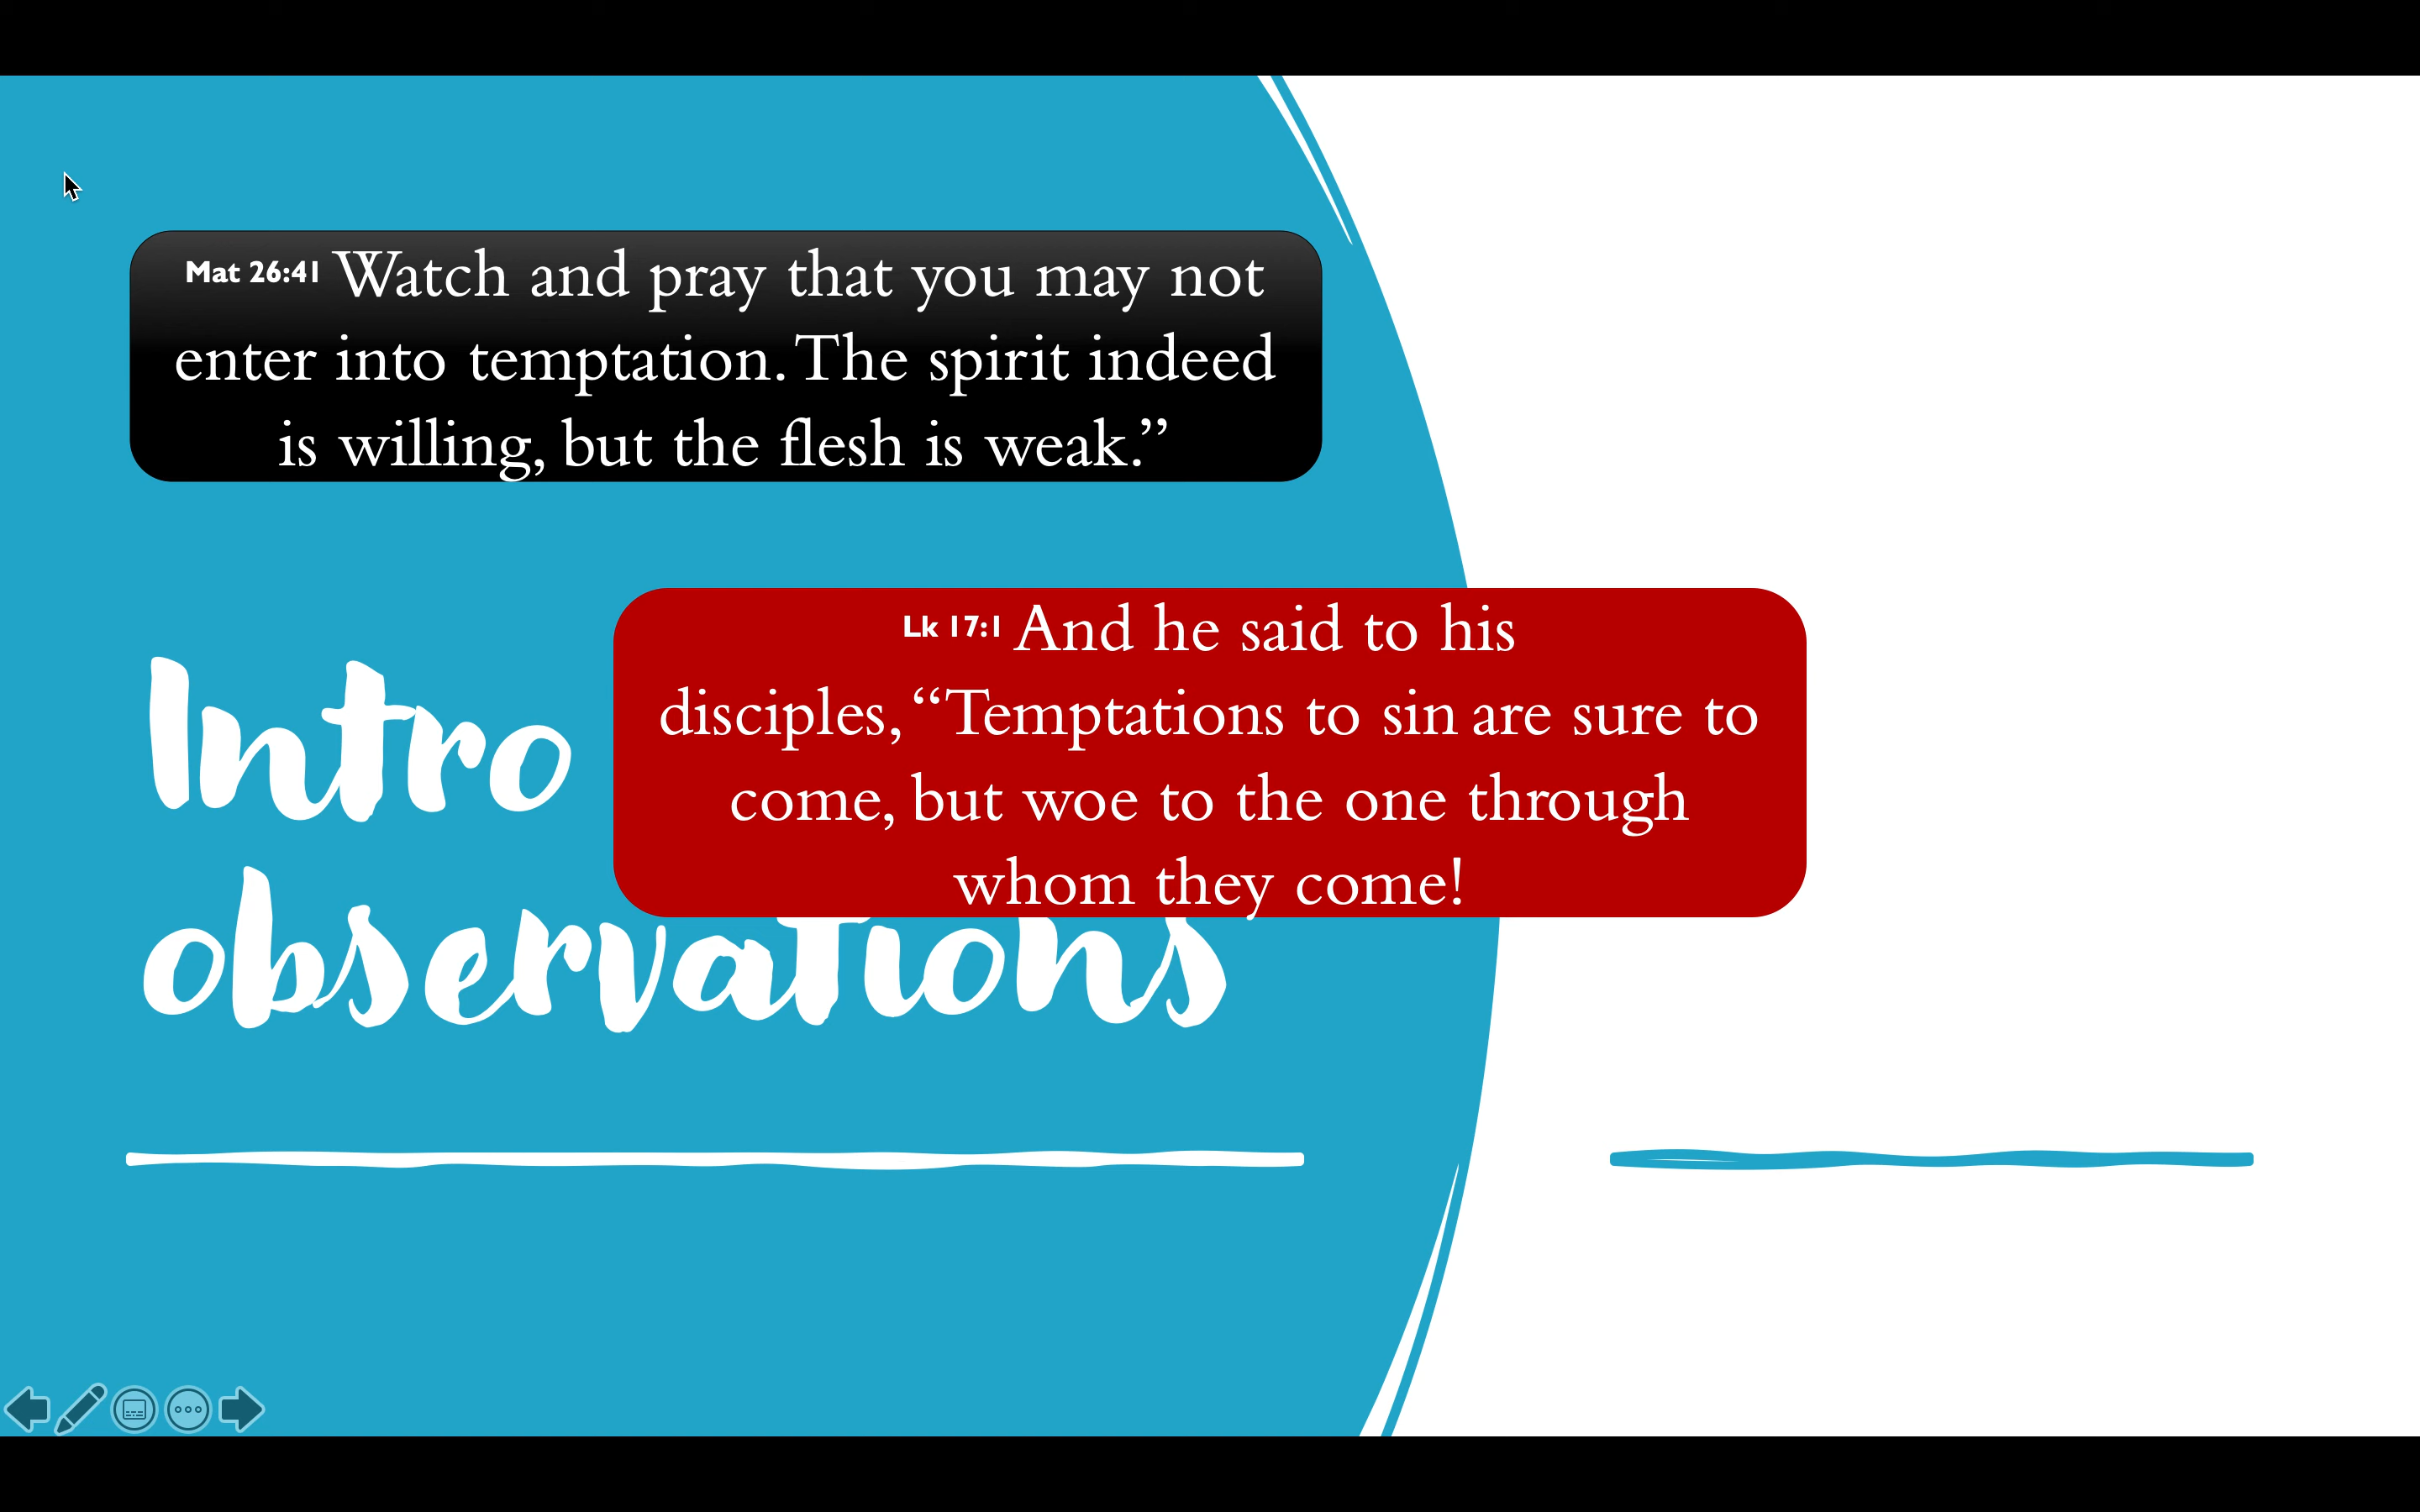 Mat 26:41 Watch and pray that you may not
enter into temptation. The spirit indeed
is willing, but the flesh is weak.”
Lk 17:1 And he said to his
disciples, “Temptations to sin are sure to
come, but woe to the one through
whom they come!
Intro
observations